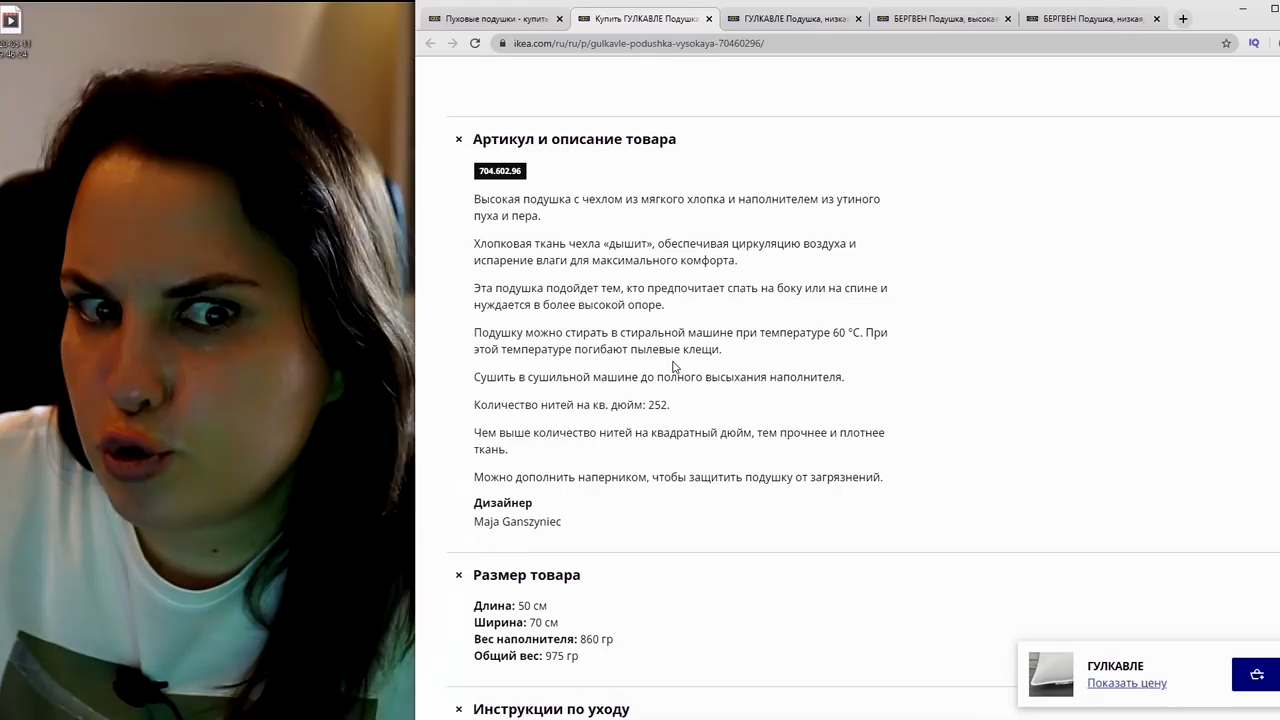 Пуховые подушки - купить
Купить ГУЛКАВЛЕ Подушка
ГУЛКАВЛЕ Подушка, низкая
БЕРГВЕН Подушка, высока
БЕРГВЕН Подушка, низкая
ikea.com/ru/ru/p/gulkavle-podushka-vysokaya-70460296/
IQ
Артикул и описание товара
704.602.96
Высокая подушка с чехлом из мягкого хлопка и наполнителем из утиного
пуха и пера.
Хлопковая ткань чехла «дышит», обеспечивая циркуляцию воздуха и
испарение влаги для максимального комфорта.
Эта подушка подойдет тем, кто предпочитает спать на боку или на спине и
нуждается в более высокой опоре.
Подушку можно стирать в стиральной машине при температуре 60 °C. При
этой температуре погибают пылевые клещи.
Сушить в сушильной машине до полного высыхания наполнителя.
Количество нитей на кв. дюйм: 252.
Чем выше количество нитей на квадратный дюйм, тем прочнее и плотнее
ткань.
Можно дополнить наперником, чтобы защитить подушку от загрязнений.
Дизайнер
Maja Ganszyniec
Размер товара
Длина: 50 см
Ширина: 70 см
Вес наполнителя: 860 гр
Общий вес: 975 гр
ГУЛКАВЛЕ
Показать цену
Инструкции по уходу